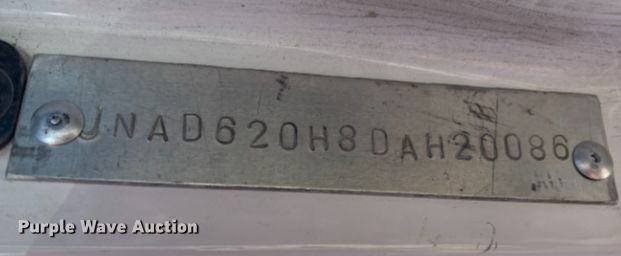 JNAD620H8DAH20086
Purple Wave Auction